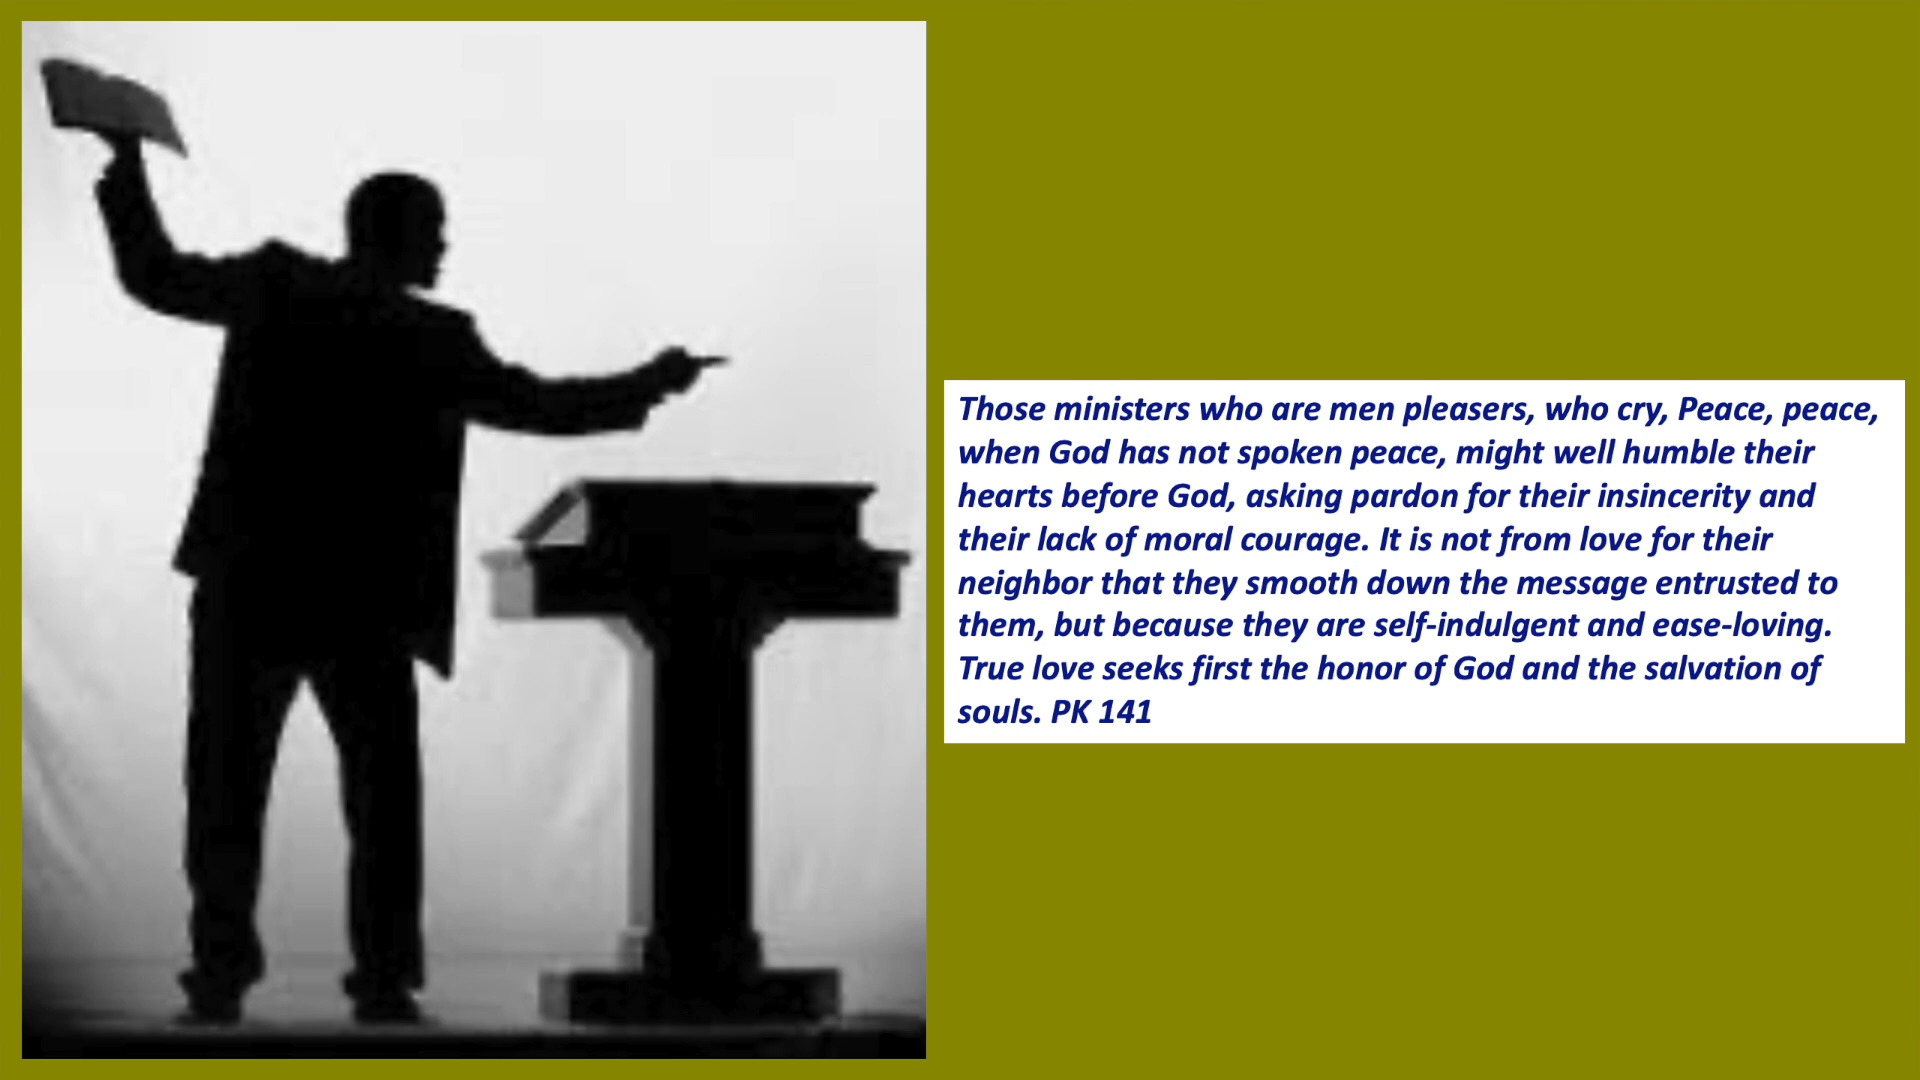 Those ministers who are men pleasers, who cry, Peace, peace,
when God has not spoken peace, might well humble their
hearts before God, asking pardon for their insincerity and
their lack of moral courage. It is not from love for their
neighbor that they smooth down the message entrusted to
them, but because they are self-indulgent and ease-loving.
True love seeks first the honor of God and the salvation of
souls. PK 141